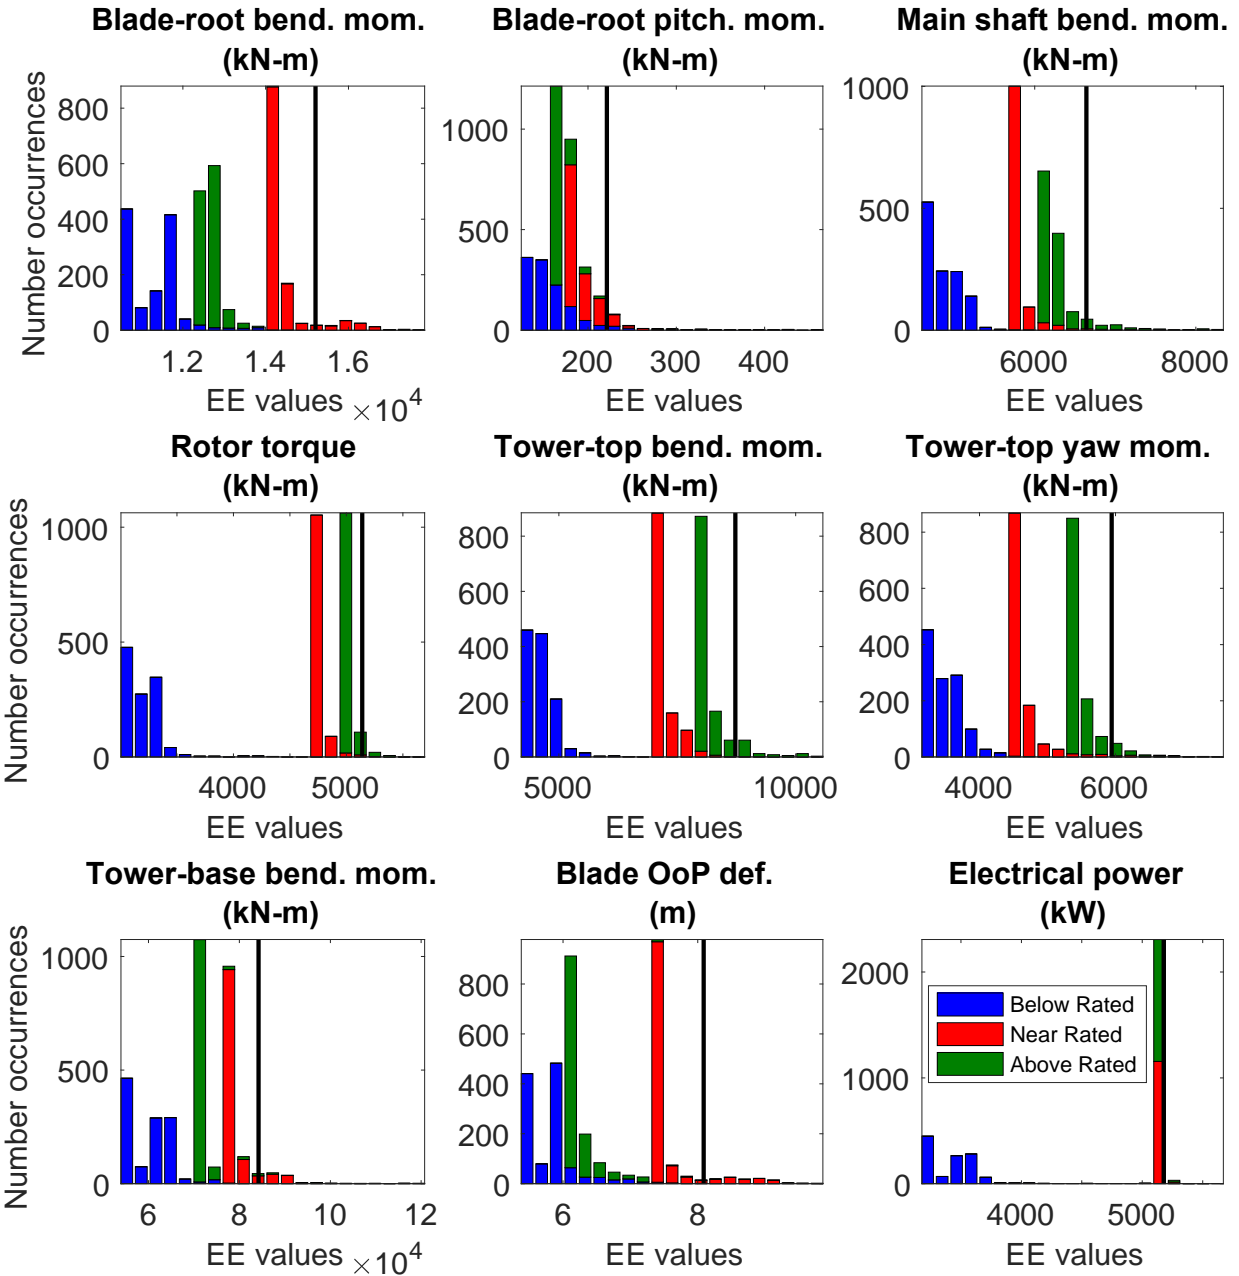 Blade-root bend. mom.
(kN-m)
Number occurrences
800
600
400
200
0
1.2
1.4
1.6
EE values
×10^4
Blade-root pitch. mom.
(kN-m)
1000
500
0
200
300
400
EE values
Main shaft bend. mom.
(kN-m)
1000
500
0
6000
8000
EE values
Rotor torque
(kN-m)
Number occurrences
1000
500
0
4000
5000
EE values
Tower-top bend. mom.
(kN-m)
800
600
400
200
0
5000
10000
EE values
Tower-top yaw mom.
(kN-m)
800
600
400
200
0
4000
6000
EE values
Tower-base bend. mom.
(kN-m)
Number occurrences
1000
500
0
6
8
10
12
EE values
×10^4
Blade OoP def.
(m)
800
600
400
200
0
6
8
EE values
Electrical power
(kW)
2000
1000
0
4000
5000
EE values
Below Rated
Near Rated
Above Rated